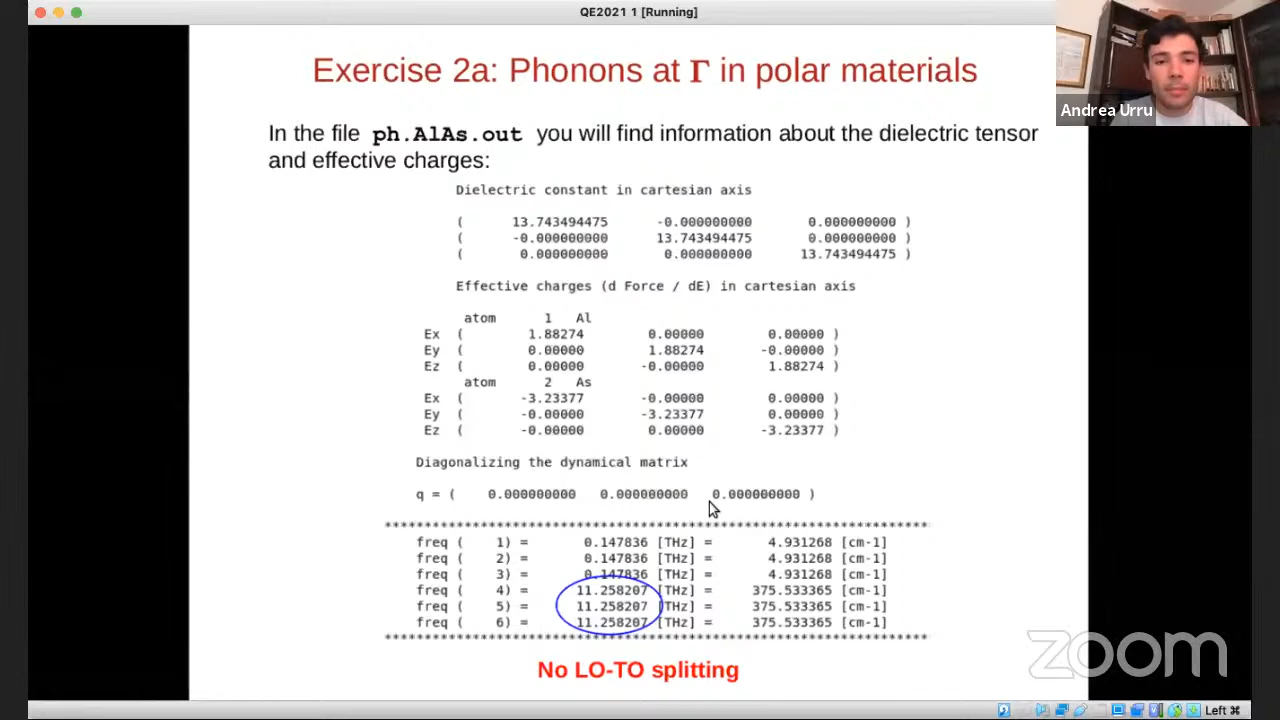 QE2021 1 [Running]
Exercise 2a: Phonons at Γ in polar materials
Andrea Urru
In the file ph.AlAs.out you will find information about the dielectric tensor
and effective charges:
Dielectric constant in cartesian axis
( 13.743494475 -0.000000000 0.000000000 )
( -0.000000000 13.743494475 0.000000000 )
( 0.000000000 0.000000000 13.743494475 )
Effective charges (d Force / dE) in cartesian axis
atom 1 Al
Ex ( 1.88274 0.00000 0.00000 )
Ey ( 0.00000 1.88274 -0.00000 )
Ez ( 0.00000 -0.00000 1.88274 )
atom 2 As
Ex ( -3.23377 -0.00000 0.00000 )
Ey ( -0.00000 -3.23377 0.00000 )
Ez ( -0.00000 0.00000 -3.23377 )
Diagonalizing the dynamical matrix
q = ( 0.000000000 0.000000000 0.000000000 )
**************************************************************************
freq ( 1) = 0.147836 [THz] = 4.931268 [cm-1]
freq ( 2) = 0.147836 [THz] = 4.931268 [cm-1]
freq ( 3) = 0.147836 [THz] = 4.931268 [cm-1]
freq ( 4) = 11.258207 [THz] = 375.533365 [cm-1]
freq ( 5) = 11.258207 [THz] = 375.533365 [cm-1]
freq ( 6) = 11.258207 [THz] = 375.533365 [cm-1]
**************************************************************************
No LO-TO splitting
zoom
Left ⌘